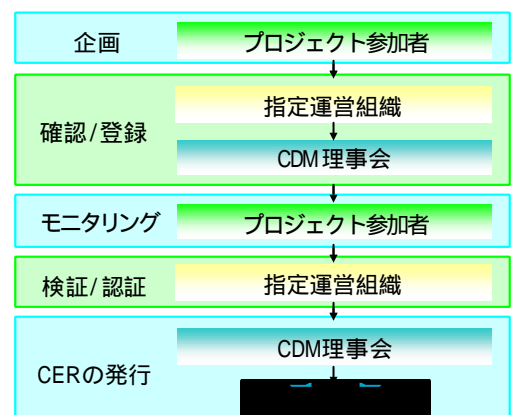 企画
プロジェクト参加者
確認/登録
指定運営組織
CDM理事会
モニタリング
プロジェクト参加者
検証/認証
指定運営組織
CERの発行
CDM理事会